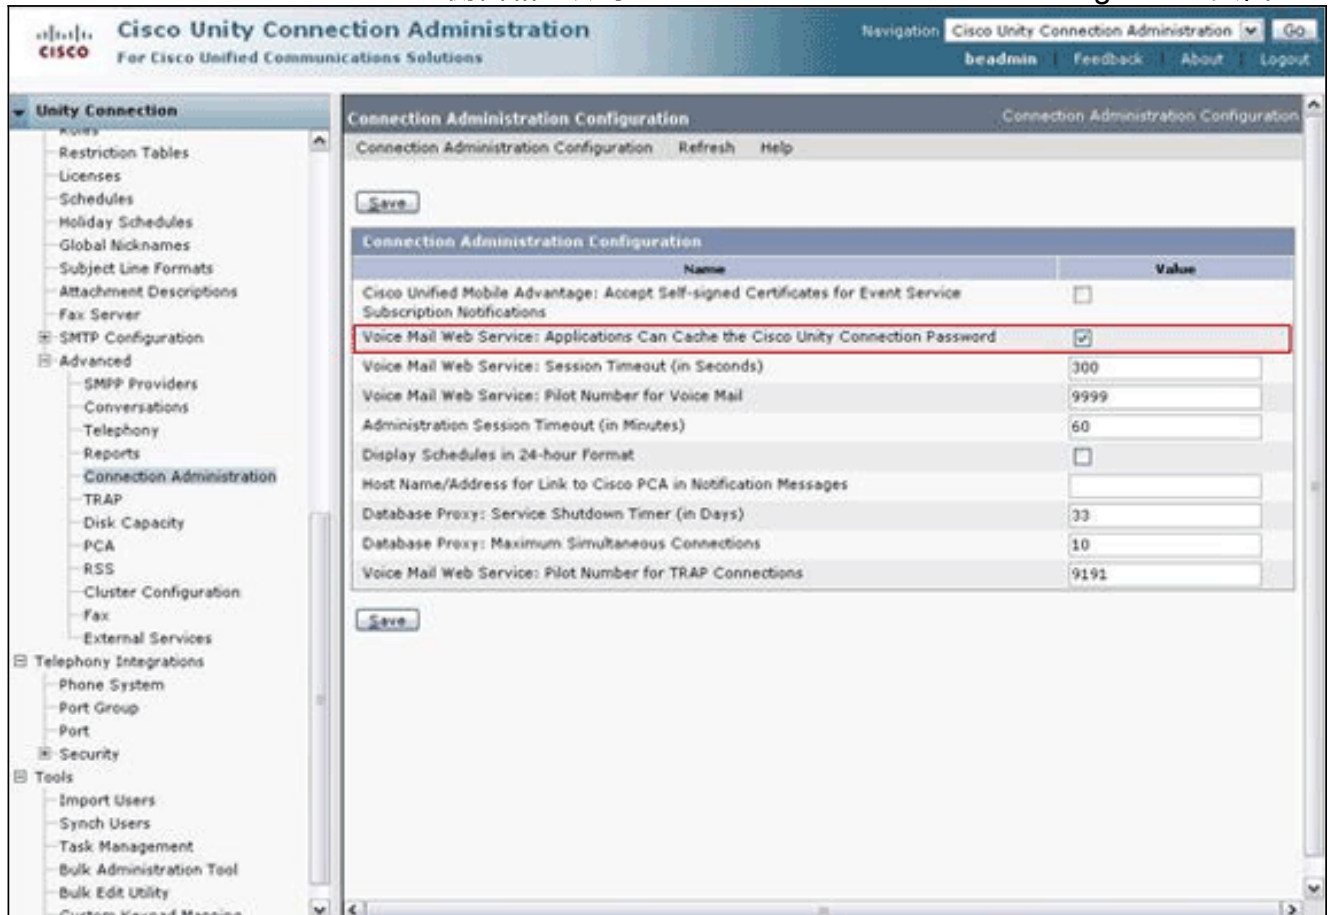 Cisco Unity Connection Administration
For Cisco Unified Communications Solutions
CISCO
Navigation Cisco Unity Connection Administration Go
beadmin Feedback About Logout
Unity Connection
Roles
Restriction Tables
Licenses
Schedules
Holiday Schedules
Global Nicknames
Subject Line Formats
Attachment Descriptions
Fax Server
SMTP Configuration
Advanced
SMPP Providers
Conversations
Telephony
Reports
Connection Administration
TRAP
Disk Capacity
PCA
RSS
Cluster Configuration
Fax
External Services
Telephony Integrations
Phone System
Port Group
Port
Security
Tools
Import Users
Synch Users
Task Management
Bulk Administration Tool
Bulk Edit Utility
Custom Keypad Mapping
Connection Administration Configuration
Connection Administration Configuration
Connection Administration Configuration Refresh Help
Save
Connection Administration Configuration
Name Value
Cisco Unified Mobile Advantage: Accept Self-signed Certificates for Event Service
Subscription Notifications
Voice Mail Web Service: Applications Can Cache the Cisco Unity Connection Password
Voice Mail Web Service: Session Timeout (in Seconds) 300
Voice Mail Web Service: Pilot Number for Voice Mail 9999
Administration Session Timeout (in Minutes) 60
Display Schedules in 24-hour Format
Host Name/Address for Link to Cisco PCA in Notification Messages
Database Proxy: Service Shutdown Timer (in Days) 33
Database Proxy: Maximum Simultaneous Connections 10
Voice Mail Web Service: Pilot Number for TRAP Connections 9191
Save